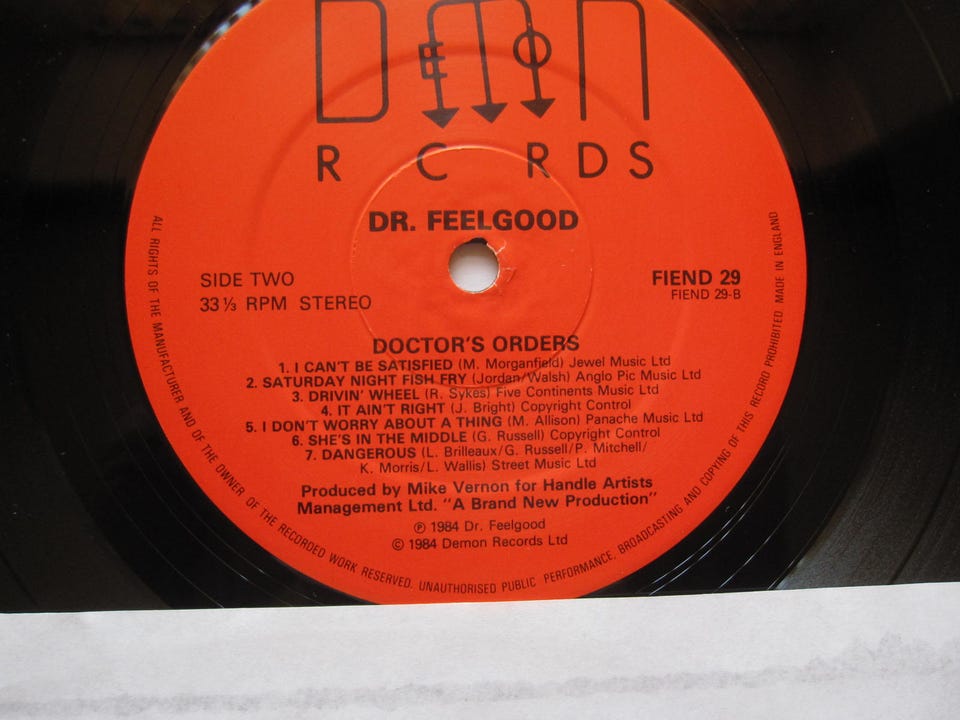 DEMON
RECORDS
DR. FEELGOOD
SIDE TWO
33 ⅓ RPM STEREO
FIEND 29
FIEND 29-B
DOCTOR'S ORDERS
1. I CAN'T BE SATISFIED (M. Morganfield) Jewel Music Ltd
2. SATURDAY NIGHT FISH FRY (Jordan/Walsh) Anglo Pic Music Ltd
3. DRIVIN' WHEEL (R. Sykes) Five Continents Music Ltd
4. IT AIN'T RIGHT (J. Bright) Copyright Control
5. I DON'T WORRY ABOUT A THING (M. Allison) Panache Music Ltd
6. SHE'S IN THE MIDDLE (G. Russell) Copyright Control
7. DANGEROUS (L. Brilleaux/G. Russell/P. Mitchell/
K. Morris/L. Wallis) Street Music Ltd
Produced by Mike Vernon for Handle Artists
Management Ltd. "A Brand New Production"
℗ 1984 Dr. Feelgood
© 1984 Demon Records Ltd
ALL RIGHTS OF THE MANUFACTURER AND OF THE OWNER OF THE RECORDED WORK RESERVED. UNAUTHORISED PUBLIC PERFORMANCE, BROADCASTING AND COPYING OF THIS RECORD PROHIBITED MADE IN ENGLAND